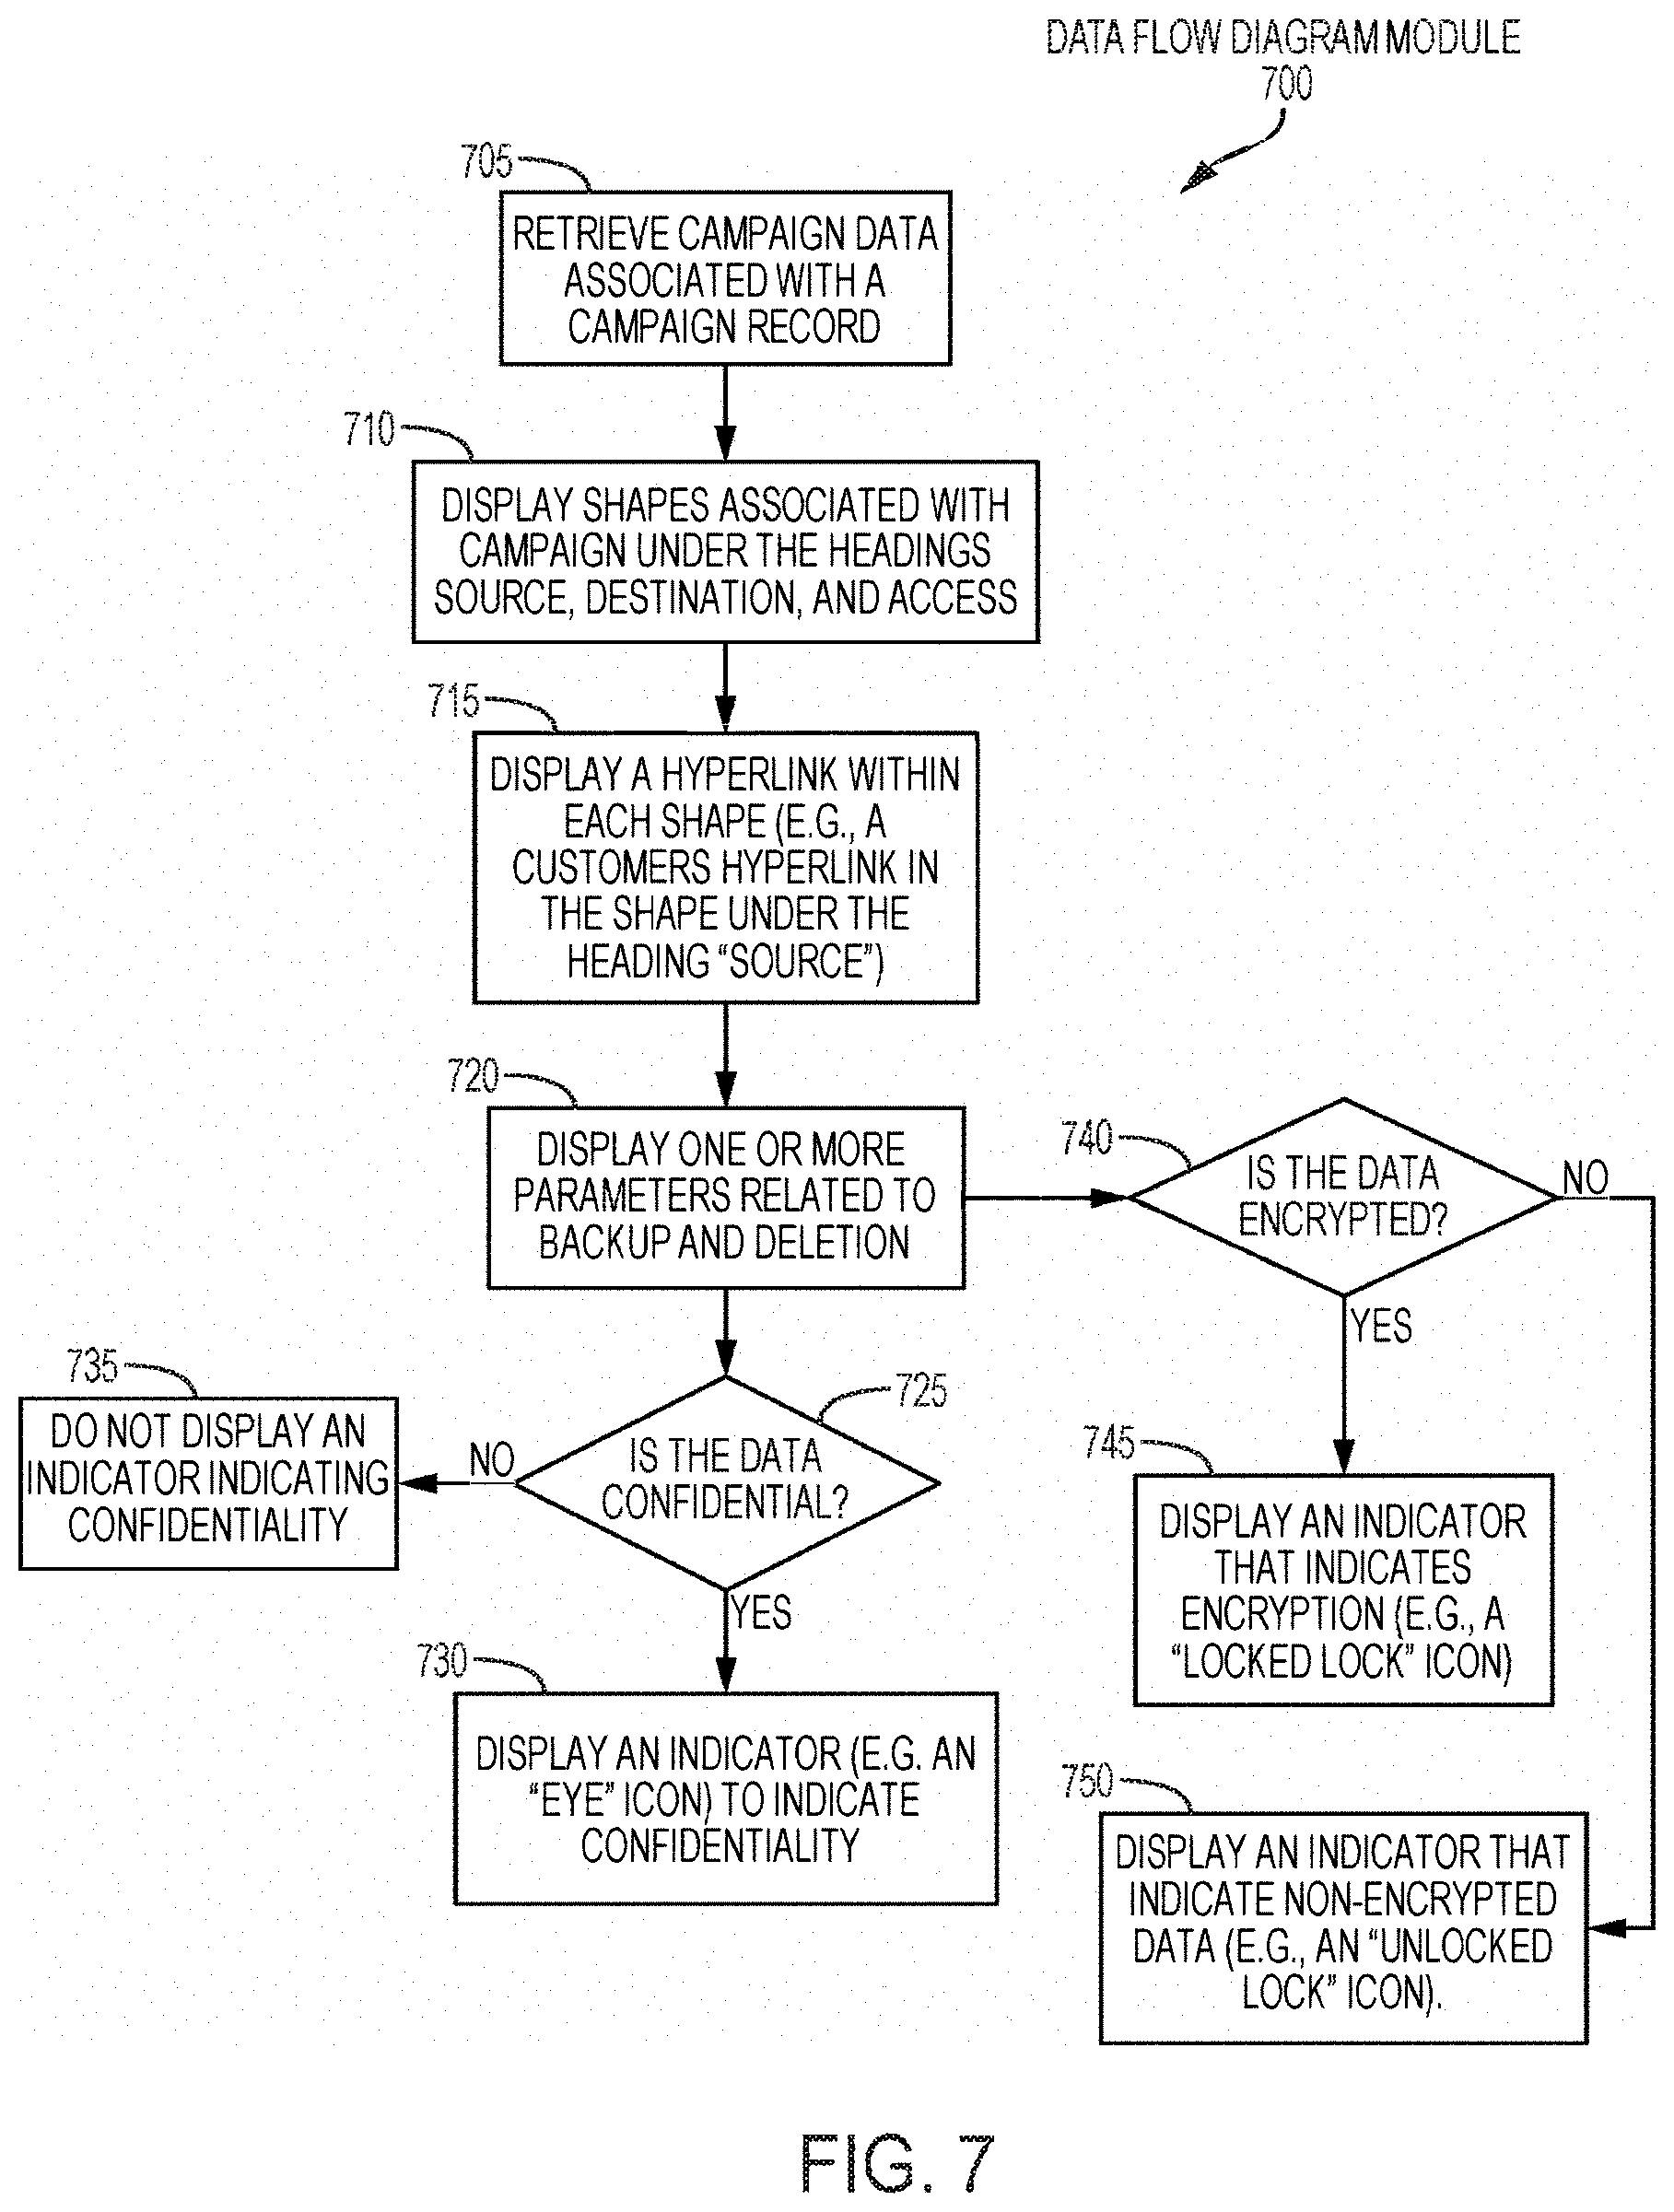 DATA FLOW DIAGRAM MODULE
700
705
RETRIEVE CAMPAIGN DATA
ASSOCIATED WITH A
CAMPAIGN RECORD
710
DISPLAY SHAPES ASSOCIATED WITH
CAMPAIGN UNDER THE HEADINGS
SOURCE, DESTINATION, AND ACCESS
715
DISPLAY A HYPERLINK WITHIN
EACH SHAPE (E.G., A
CUSTOMERS HYPERLINK IN
THE SHAPE UNDER THE
HEADING “SOURCE”)
720
DISPLAY ONE OR MORE
PARAMETERS RELATED TO
BACKUP AND DELETION
740
IS THE DATA
ENCRYPTED?
NO
YES
735
DO NOT DISPLAY AN
INDICATOR INDICATING
CONFIDENTIALITY
NO
725
IS THE DATA
CONFIDENTIAL?
YES
745
DISPLAY AN INDICATOR
THAT INDICATES
ENCRYPTION (E.G., A
“LOCKED LOCK” ICON)
730
DISPLAY AN INDICATOR (E.G. AN
“EYE” ICON) TO INDICATE
CONFIDENTIALITY
750
DISPLAY AN INDICATOR THAT
INDICATE NON-ENCRYPTED
DATA (E.G., AN “UNLOCKED
LOCK” ICON).
FIG. 7